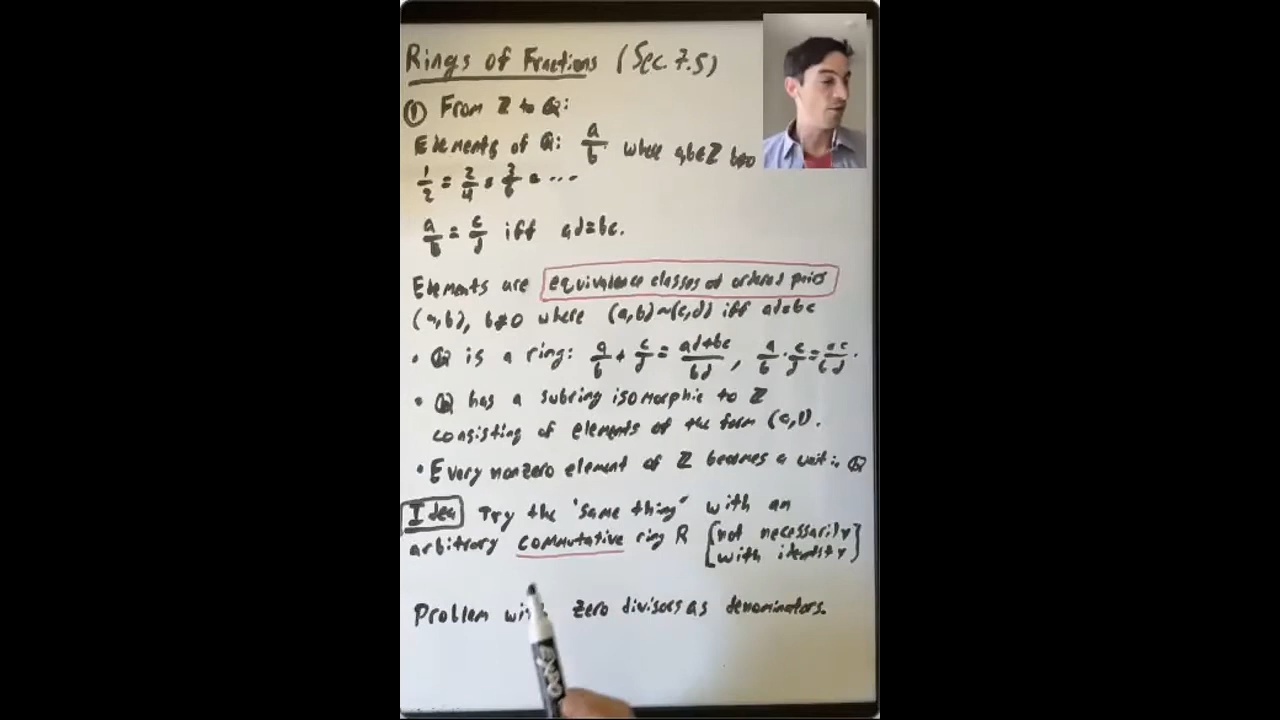 Rings of Fractions (Sec. 7.5)
① From ℤ to ℚ:
Elements of ℚ: a/b where a,b∈ℤ b≠0
1/2 = 2/4 = 3/6 = ...
a/b = c/d iff ad=bc.
Elements are equivalence classes of ordered pairs
(a,b), b≠0 where (a,b)~(c,d) iff ad=bc
• ℚ is a ring: a/b + c/d = ad+bc/bd, a/b · c/d = ac/bd.
• ℚ has a subring isomorphic to ℤ
consisting of elements of the form (a,1).
• Every nonzero element of ℤ becomes a unit in ℚ
Idea Try the "same thing" with an
arbitrary commutative ring R [not necessarily
with identity]
Problem with zero divisors as denominators.
EXPO